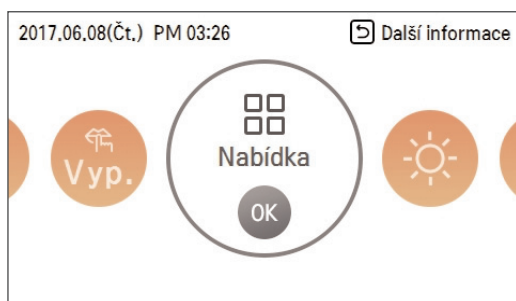 2017.06.08(Čt.) PM 03:26
Další informace
Vyp.
Nabídka
OK